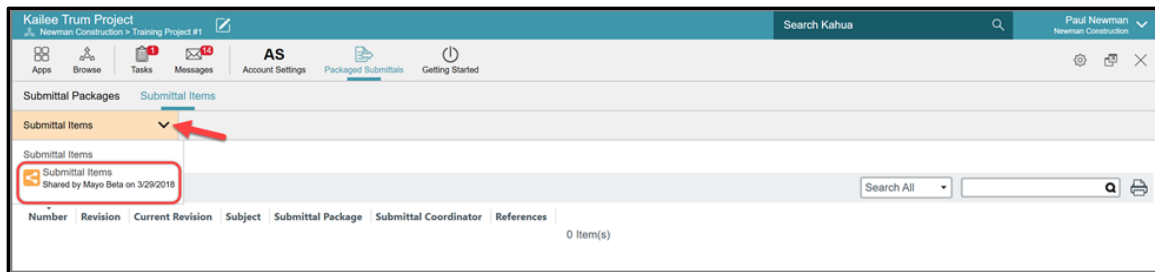 Kailee Trum Project
Newman Construction > Training Project #1
Search Kahua
Paul Newman
Newman Construction
Apps
Browse
1
Tasks
14
Messages
AS
Account Settings
Packaged Submittals
Getting Started
Submittal Packages Submittal Items
Submittal Items
Submittal Items
Submittal Items
Shared by Mayo Beta on 3/29/2018
Search All
Number Revision Current Revision Subject Submittal Package Submittal Coordinator References
0 Item(s)